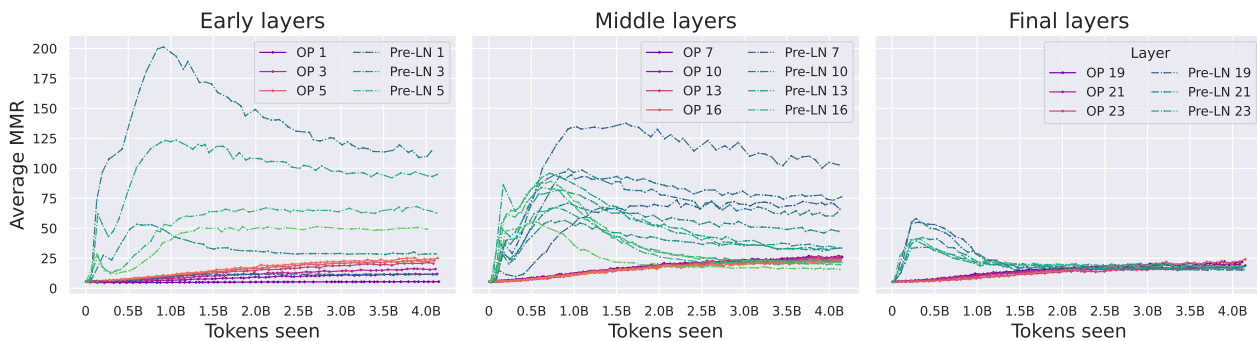 Early layers
Middle layers
Final layers
Average MMR
200
175
150
125
100
75
50
25
0
OP 1 Pre-LN 1
OP 3 Pre-LN 3
OP 5 Pre-LN 5
OP 7 Pre-LN 7
OP 10 Pre-LN 10
OP 13 Pre-LN 13
OP 16 Pre-LN 16
Layer
OP 19 Pre-LN 19
OP 21 Pre-LN 21
OP 23 Pre-LN 23
0 0.5B 1.0B 1.5B 2.0B 2.5B 3.0B 3.5B 4.0B
0 0.5B 1.0B 1.5B 2.0B 2.5B 3.0B 3.5B 4.0B
0 0.5B 1.0B 1.5B 2.0B 2.5B 3.0B 3.5B 4.0B
Tokens seen
Tokens seen
Tokens seen